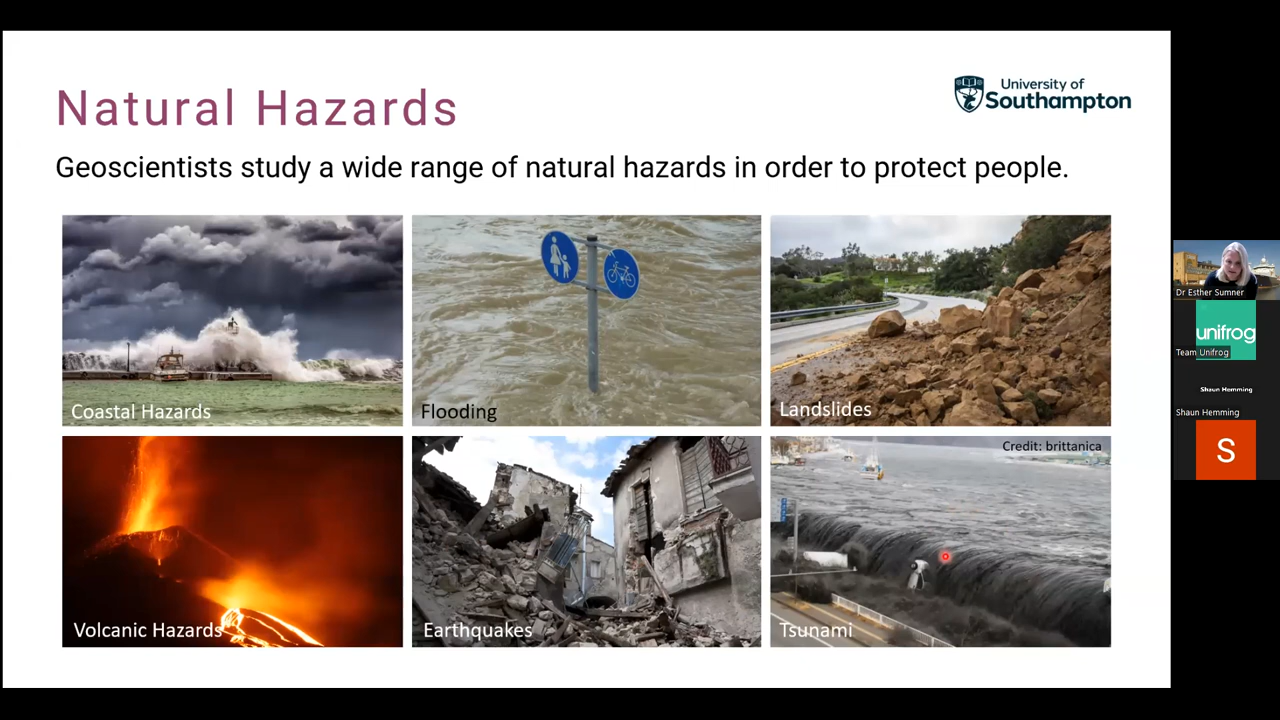 Natural Hazards
University of
Southampton
Geoscientists study a wide range of natural hazards in order to protect people.
Coastal Hazards
Flooding
Landslides
Volcanic Hazards
Earthquakes
Credit: brittanica
Tsunami
Dr Esther Sumner
unifrog
Team Unifrog
Shaun Hemming
Shaun Hemming
S